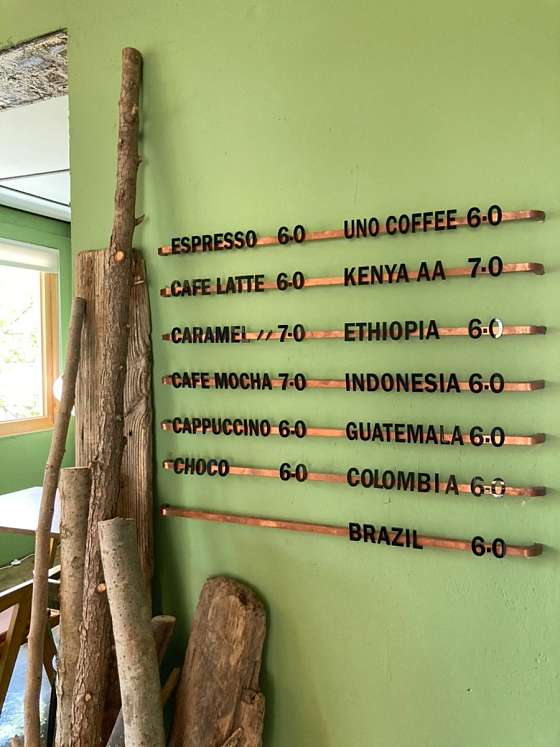 ESPRESSO 6.0 UNO COFFEE 6.0
CAFE LATTE 6.0 KENYA AA 7.0
CARAMEL // 7.0 ETHIOPIA 6.0
CAFE MOCHA 7.0 INDONESIA 6.0
CAPPUCCINO 6.0 GUATEMALA 6.0
CHOCO 6.0 COLOMBIA 6.0
BRAZIL 6.0